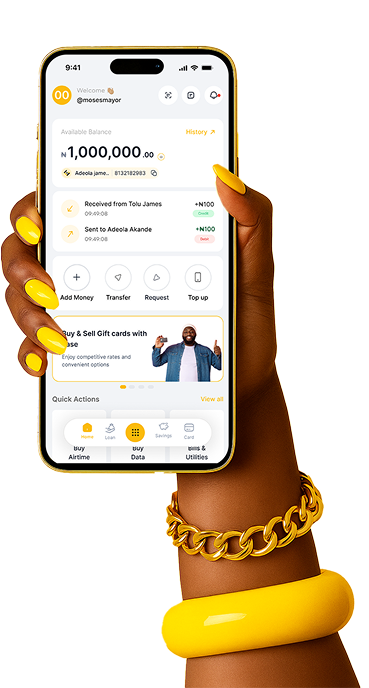 9:41
00
Welcome 👋🏽
@mosesmayor
Available Balance
History
₦1,000,000.00
Adeola jame.. 8132182983
Received from Tolu James +₦100
09:49:08 Credit
Sent to Adeola Akande +₦100
09:49:08 Debit
Add Money Transfer Request Top up
Buy & Sell Gift cards with
ase
Enjoy competitive rates and
convenient options
Quick Actions View all
Home Loan Savings Card
Buy Buy Bills &
Airtime Data Utilities